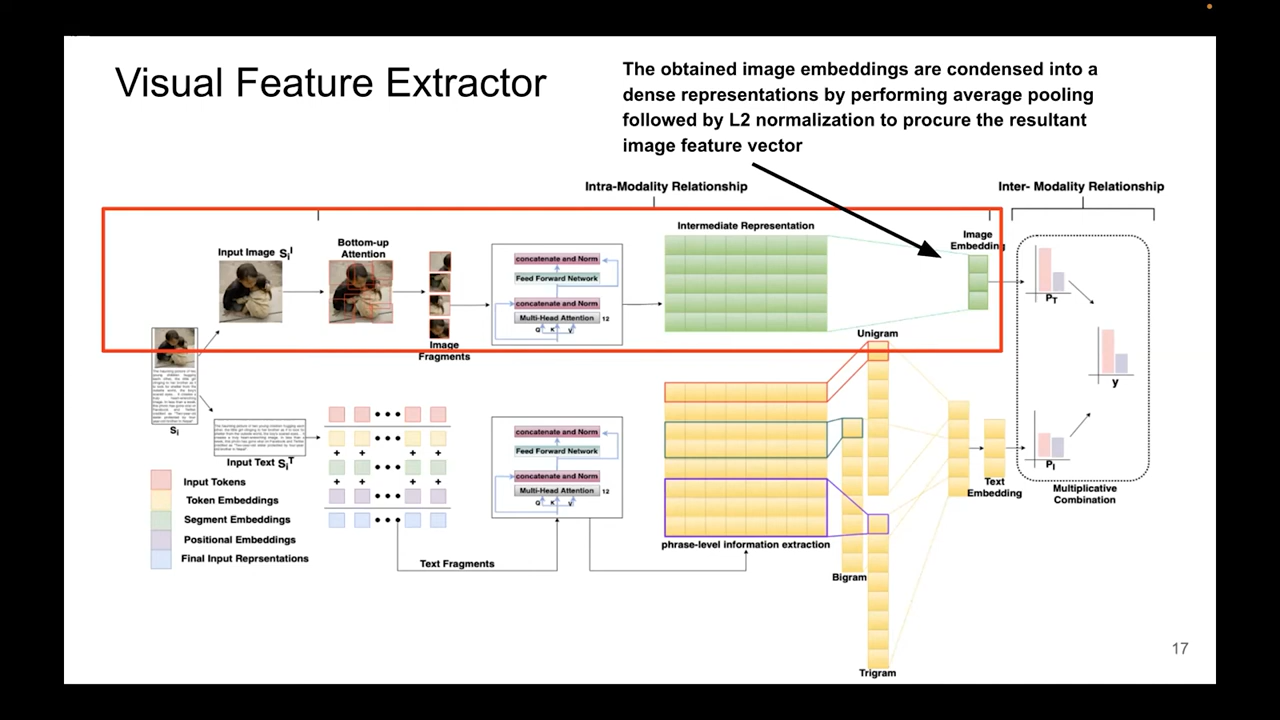 Visual Feature Extractor
The obtained image embeddings are condensed into a
dense representations by performing average pooling
followed by L2 normalization to procure the resultant
image feature vector
Intra-Modality Relationship
Inter- Modality Relationship
Input Image S_i^I
Bottom-up
Attention
Image
Fragments
concatenate and Norm
Feed Forward Network
concatenate and Norm
Multi-Head Attention
12
Q K V
Intermediate Representation
Image
Embedding
P_T
y
P_I
Multiplicative
Combination
S_i
Input Text S_i^T
Input Tokens
Token Embeddings
Segment Embeddings
Positional Embeddings
Final Input Reprsentations
+ + + +
+ + + +
Text Fragments
concatenate and Norm
Feed Forward Network
concatenate and Norm
Multi-Head Attention
12
Q K V
phrase-level information extraction
Unigram
Bigram
Trigram
Text
Embedding
17